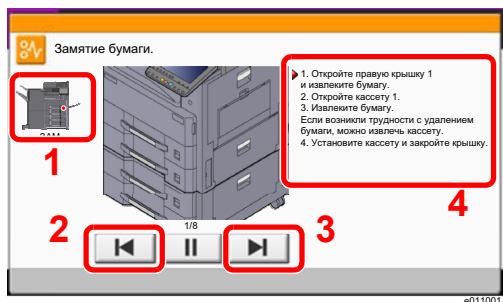 Замятие бумаги.
1. Откройте правую крышку 1
и извлеките бумагу.
2. Откройте кассету 1.
3. Извлеките бумагу.
Если возникли трудности с удалением
бумаги, можно извлечь кассету.
4. Установите кассету и закройте крышку.
1
4
2
1/8
3
e011001